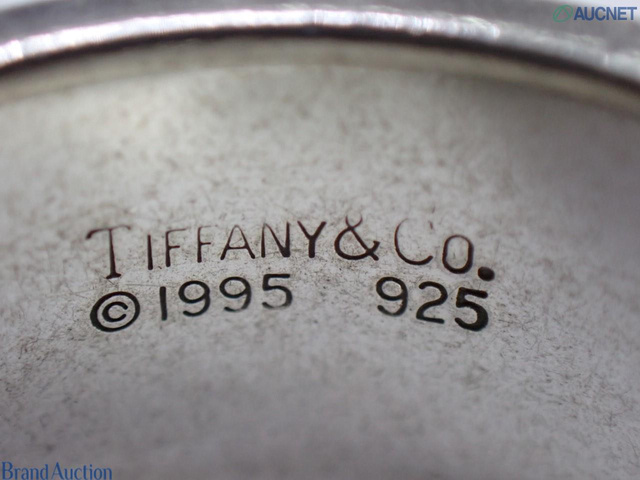 AUCNET
TIFFANY & CO.
© 1995 925
BrandAuction